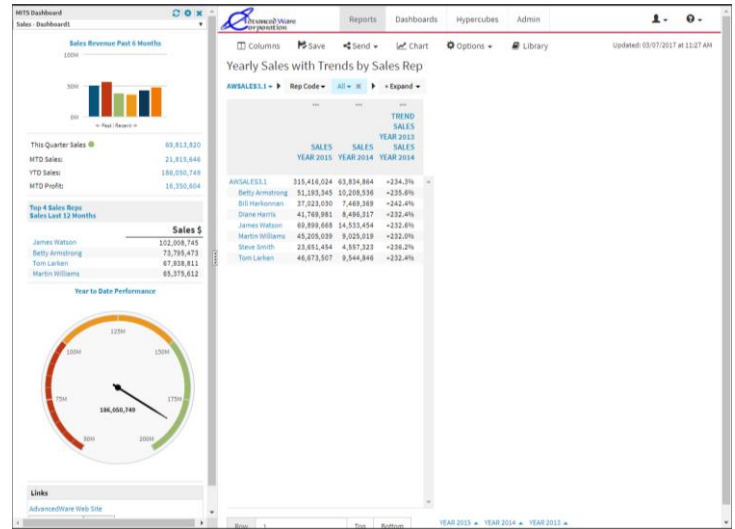 MITS Dashboard
Sales - Dashboard1
Sales Revenue Past 6 Months
100M
50M
0M
← Past | Recent →
This Quarter Sales
69,813,820
MTD Sales:
21,815,646
YTD Sales:
186,050,749
MTD Profit:
16,350,604
Top 4 Sales Reps
Sales Last 12 Months
Sales $
James Watson 102,008,745
Betty Armstrong 73,795,473
Tom Larken 67,938,811
Martin Williams 65,375,612
Year to Date Performance
125M
100M 150M
75M 175M
186,050,749
50M 200M
Links
AdvancedWare Web Site
AdvancedWare Corporation
Reports Dashboards Hypercubes Admin
Columns Save Send Chart Options Library
Updated: 03/07/2017 at 11:27 AM
Yearly Sales with Trends by Sales Rep
AWSALES3.1 Rep Code All + Expand
TREND
SALES
YEAR 2013
SALES SALES SALES
YEAR 2015 YEAR 2014 YEAR 2014
AWSALES3.1 315,416,024 63,834,864 +234.3%
Betty Armstrong 51,193,345 10,208,536 +235.6%
Bill Harkonnan 37,023,030 7,469,369 +242.4%
Diane Harris 41,769,981 8,496,317 +232.4%
James Watson 69,899,668 14,533,454 +232.6%
Martin Williams 45,205,039 9,025,019 +232.0%
Steve Smith 23,651,454 4,557,323 +236.2%
Tom Larken 46,673,507 9,544,846 +232.4%
Row 1 Top Bottom
YEAR 2015 YEAR 2014 YEAR 2013